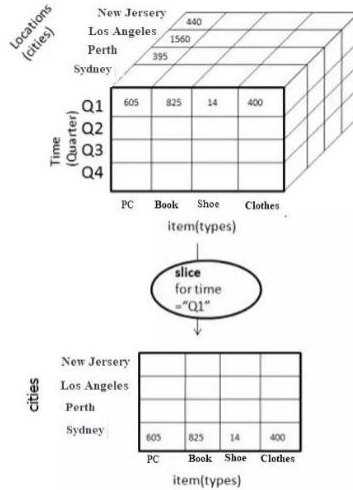 Locations
(cities)
New Jersery
Los Angeles
Perth
Sydney
440
1560
395
Time
(Quarter)
Q1
Q2
Q3
Q4
605 825 14 400
PC Book Shoe Clothes
item(types)
slice
for time
="Q1"
cities
New Jersery
Los Angeles
Perth
Sydney
605 825 14 400
PC Book Shoe Clothes
item(types)